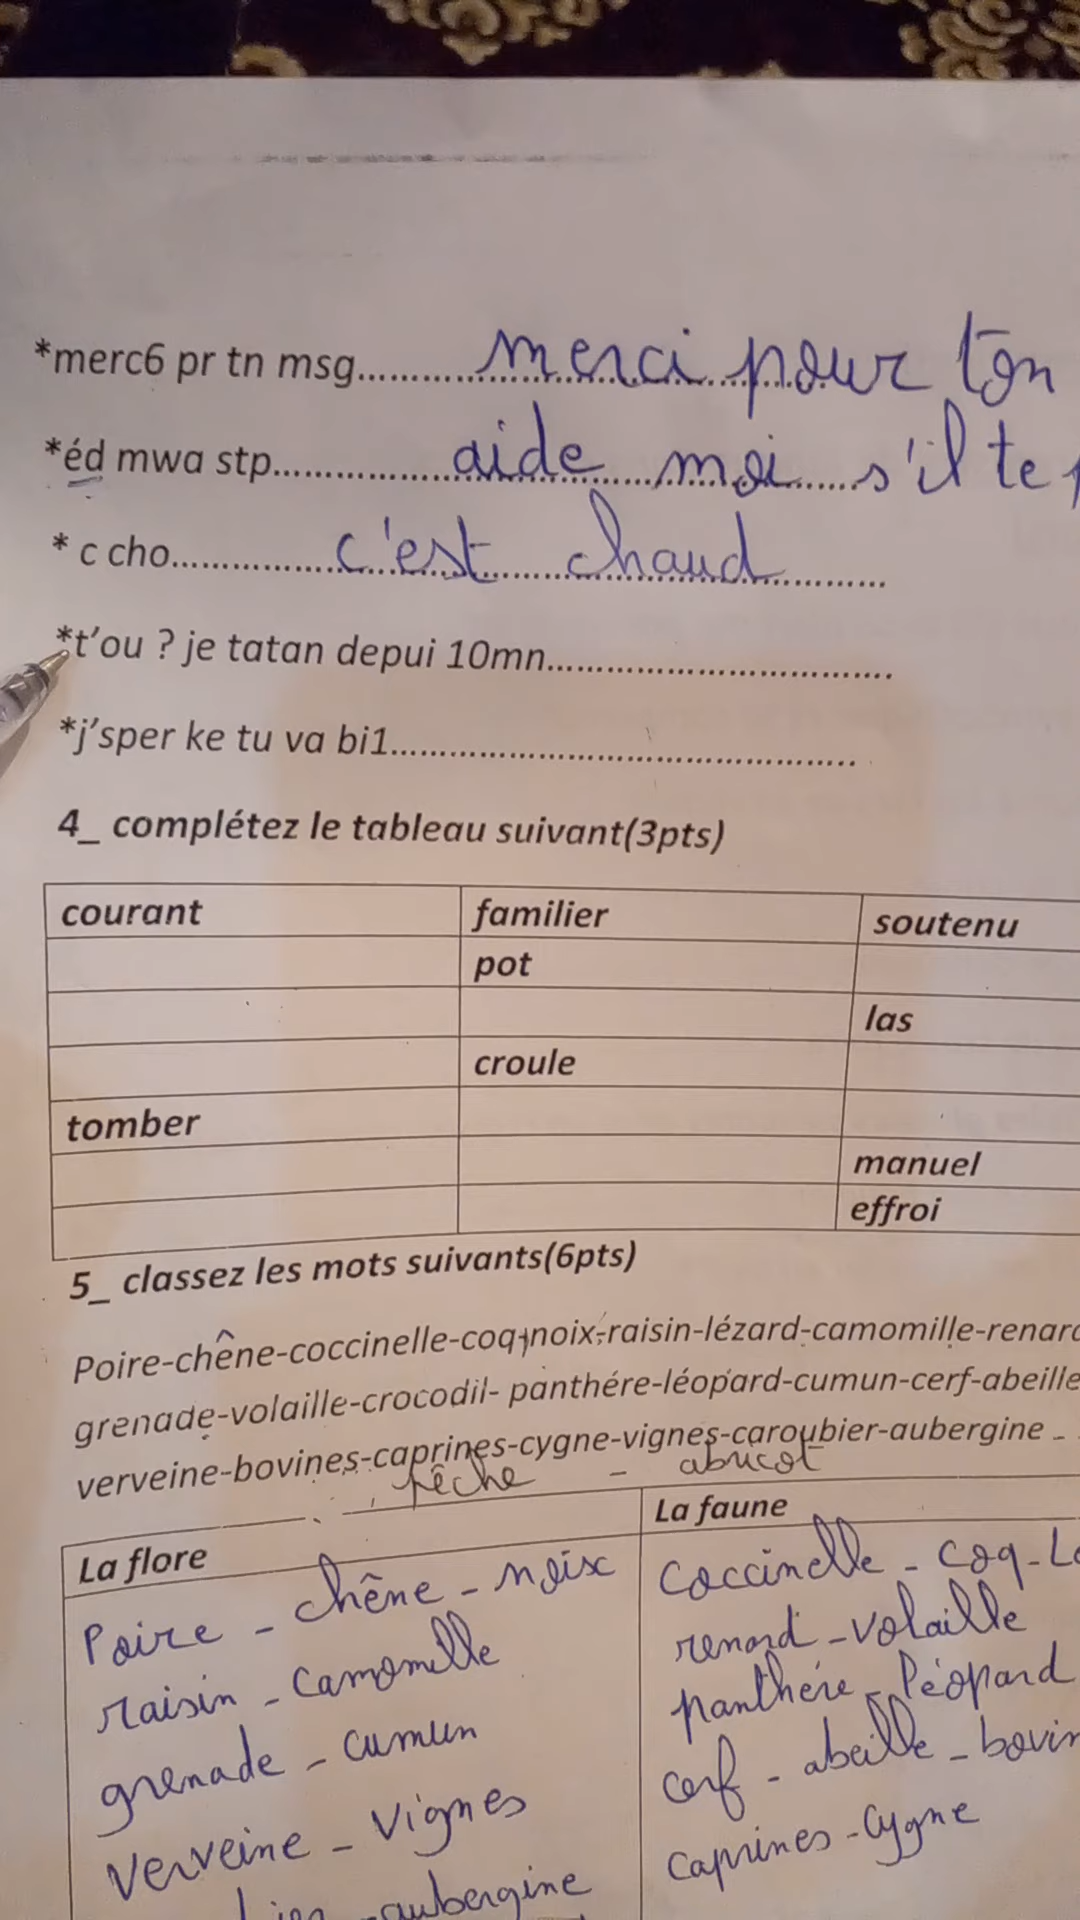 *merc6 pr tn msg.......... merci pour ton
*éd mwa stp.......... aide moi s'il te
* c cho.......... c'est chaud ..........
*t'ou ? je tatan depui 10mn..........
*j'sper ke tu va bi1..........
4_ complétez le tableau suivant(3pts)
courant familier soutenu
pot
las
croule
tomber
manuel
effroi
5_ classez les mots suivants(6pts)
Poire-chêne-coccinelle-coq-noix-raisin-lézard-camomille-renard
grenade-volaille-crocodil- panthére-léopard-cumun-cerf-abeille
verveine-bovines-caprines-cygne-vignes-caroubier-aubergine -
pêche - abricot
La flore La faune
Poire - chêne - noix coccinelle - coq -
raisin - camomille renard - volaille
grenade - cumun panthére - léopard
verveine - vignes cerf - abeille - bovin
aubergine caprines - cygne